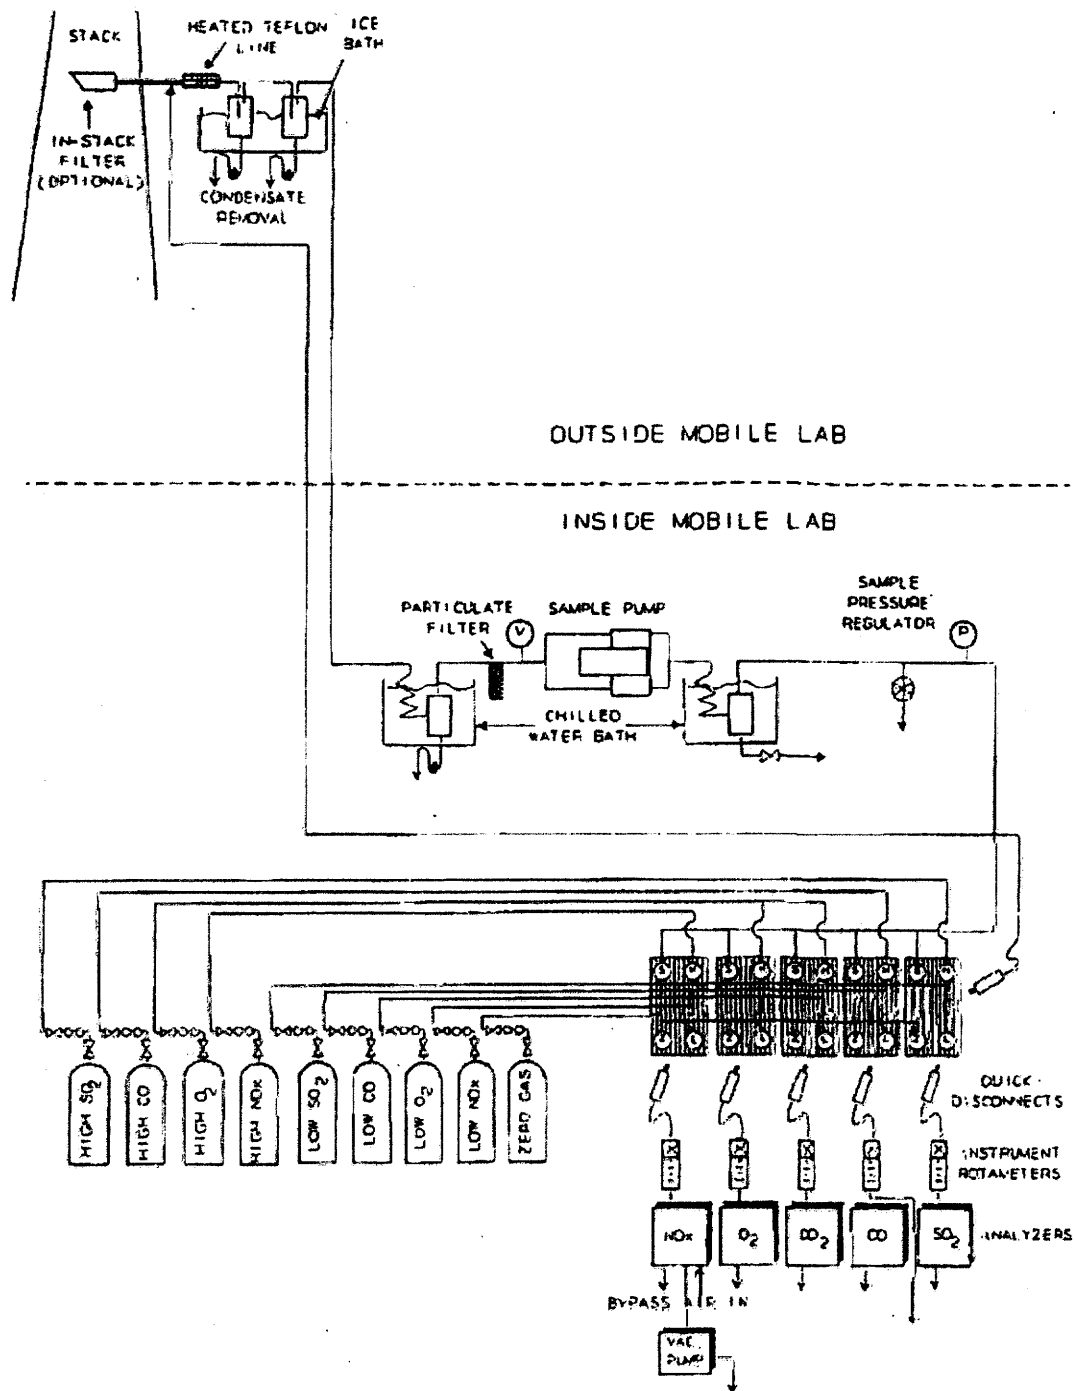 STACK
HEATED TEFLON
LINE
ICE
BATH
IN-STACK
FILTER
(OPTIONAL)
CONDENSATE
REMOVAL
OUTSIDE MOBILE LAB
INSIDE MOBILE LAB
PARTICULATE
FILTER
V
SAMPLE PUMP
SAMPLE
PRESSURE
REGULATOR
P
CHILLED
WATER BATH
HIGH SO2
HIGH CO
HIGH O2
HIGH NOx
LOW SO2
LOW CO
LOW O2
LOW NOx
ZERO GAS
QUICK-
DISCONNECTS
INSTRUMENT
ROTAMETERS
NOx
O2
CO2
CO
SO2
ANALYZERS
BYPASS AIR IN
VAC
PUMP